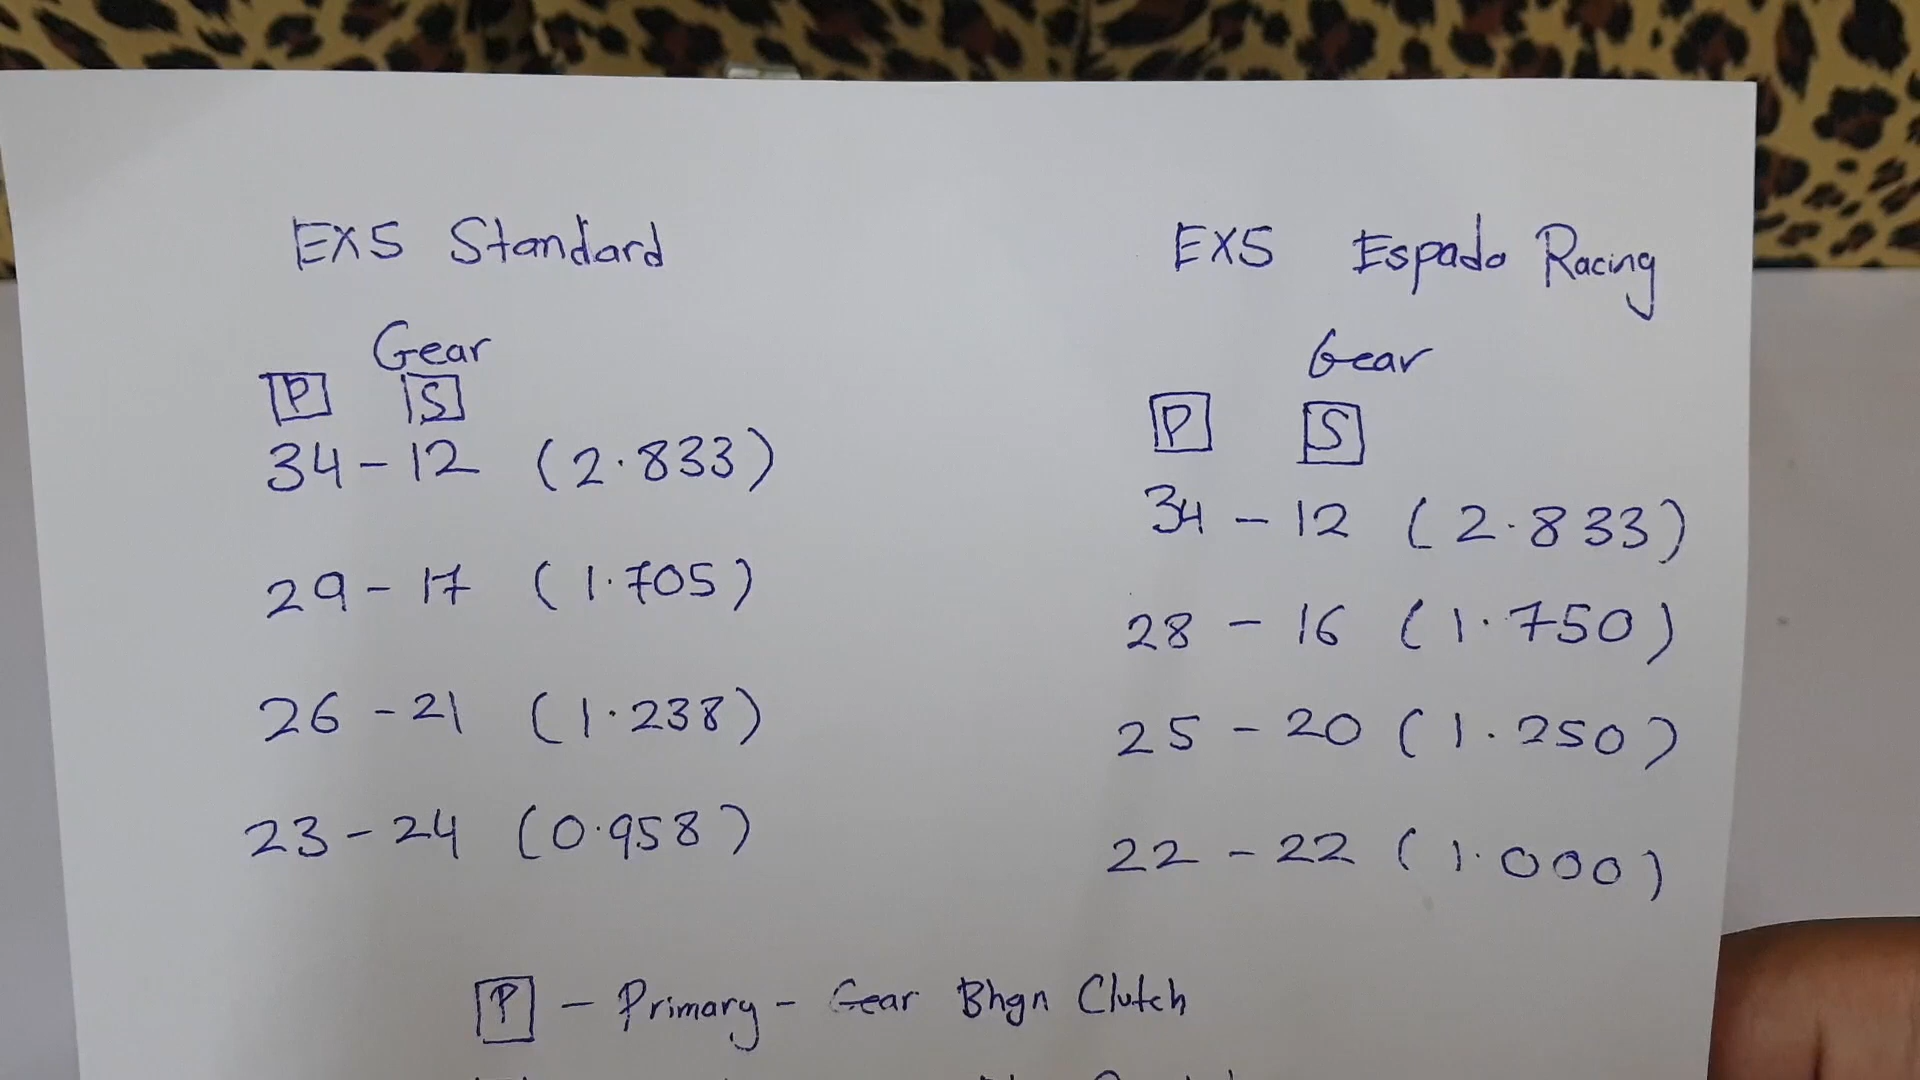 EX5 Standard
Gear
P S
34 - 12 (2.833)
29 - 17 (1.705)
26 - 21 (1.238)
23 - 24 (0.958)
EX5 Espado Racing
Gear
P S
34 - 12 (2.833)
28 - 16 (1.750)
25 - 20 (1.250)
22 - 22 (1.000)
P - Primary - Gear Bhgn Clutch